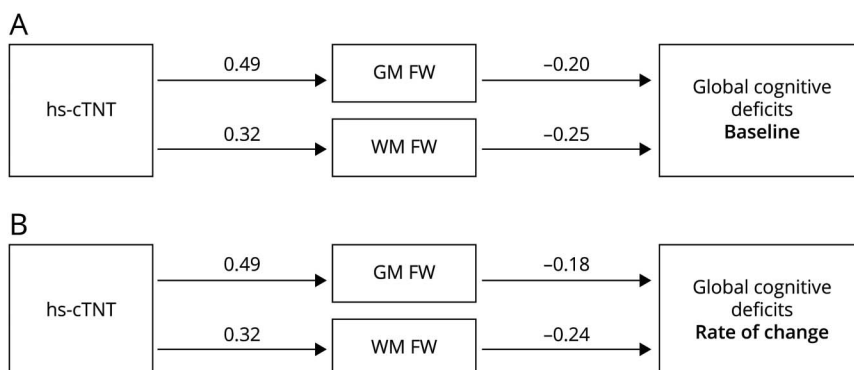 A
0.49
GM FW
–0.20
hs-cTNT
0.32
WM FW
–0.25
Global cognitive
deficits
Baseline
B
0.49
GM FW
–0.18
hs-cTNT
0.32
WM FW
–0.24
Global cognitive
deficits
Rate of change